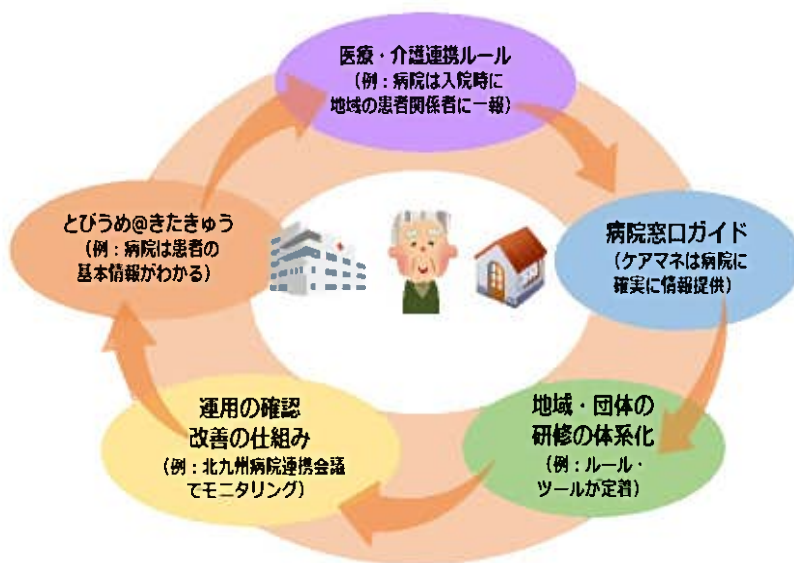 医療・介護連携ルール
（例：病院は入院時に
地域の患者関係者に一報）
病院窓口ガイド
（ケアマネは病院に
確実に情報提供）
地域・団体の
研修の体系化
（例：ルール・
ツールが定着）
運用の確認
改善の仕組み
（例：北九州病院連携会議
でモニタリング）
とびうめ@きたきゅう
（例：病院は患者の
基本情報がわかる）